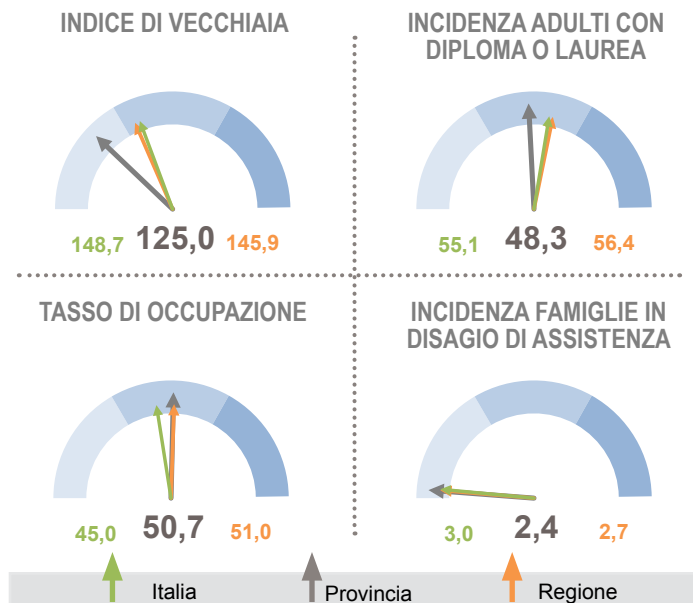 INDICE DI VECCHIAIA
148,7 125,0 145,9
INCIDENZA ADULTI CON
DIPLOMA O LAUREA
55,1 48,3 56,4
TASSO DI OCCUPAZIONE
45,0 50,7 51,0
INCIDENZA FAMIGLIE IN
DISAGIO DI ASSISTENZA
3,0 2,4 2,7
Italia Provincia Regione